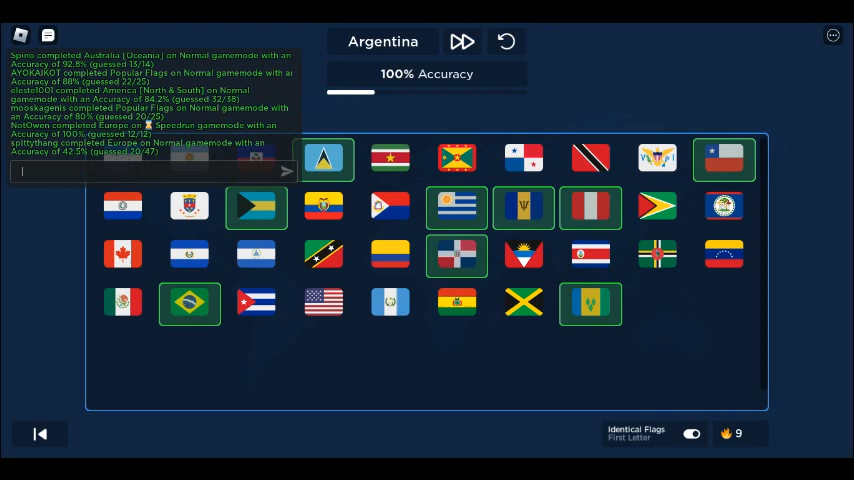 Argentina
100% Accuracy
Spino completed Australia [Oceania] on Normal gamemode with an
Accuracy of 92.8% (guessed 13/14)
AYOKAIKOT completed Popular Flags on Normal gamemode with an
Accuracy of 88% (guessed 22/25)
eleste1001 completed America [North & South] on Normal
gamemode with an Accuracy of 84.2% (guessed 32/38)
mooskagenis completed Popular Flags on Normal gamemode with
an Accuracy of 80% (guessed 20/25)
NotOwen completed Europe on ⌛ Speedrun gamemode with an
Accuracy of 100% (guessed 12/12)
spittythang completed Europe on Normal gamemode with an
Accuracy of 42.5% (guessed 20/47)
Identical Flags
First Letter
🔥 9